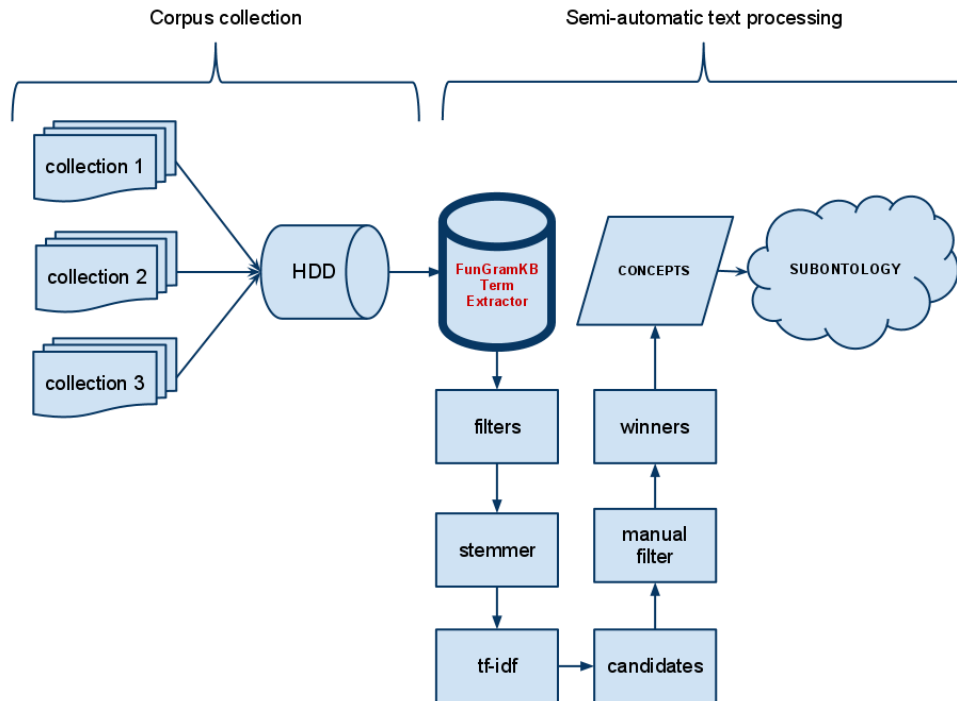 Corpus collection
Semi-automatic text processing
collection 1
collection 2
collection 3
HDD
FunGramKB
Term
Extractor
filters
stemmer
tf-idf
candidates
manual
filter
winners
CONCEPTS
SUBONTOLOGY